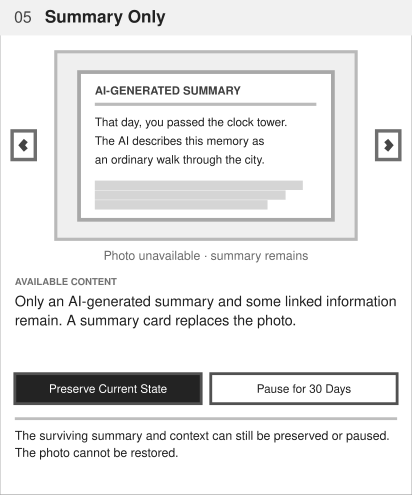 05 Summary Only
AI-GENERATED SUMMARY
That day, you passed the clock tower.
The AI describes this memory as
an ordinary walk through the city.
Photo unavailable · summary remains
AVAILABLE CONTENT
Only an AI-generated summary and some linked information
remain. A summary card replaces the photo.
Preserve Current State
Pause for 30 Days
The surviving summary and context can still be preserved or paused.
The photo cannot be restored.